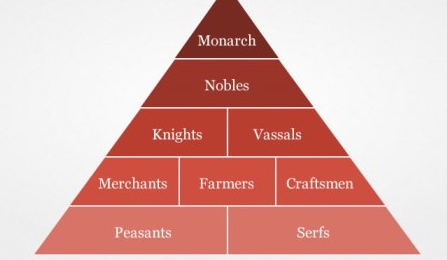 Monarch
Nobles
Knights Vassals
Merchants Farmers Craftsmen
Peasants Serfs